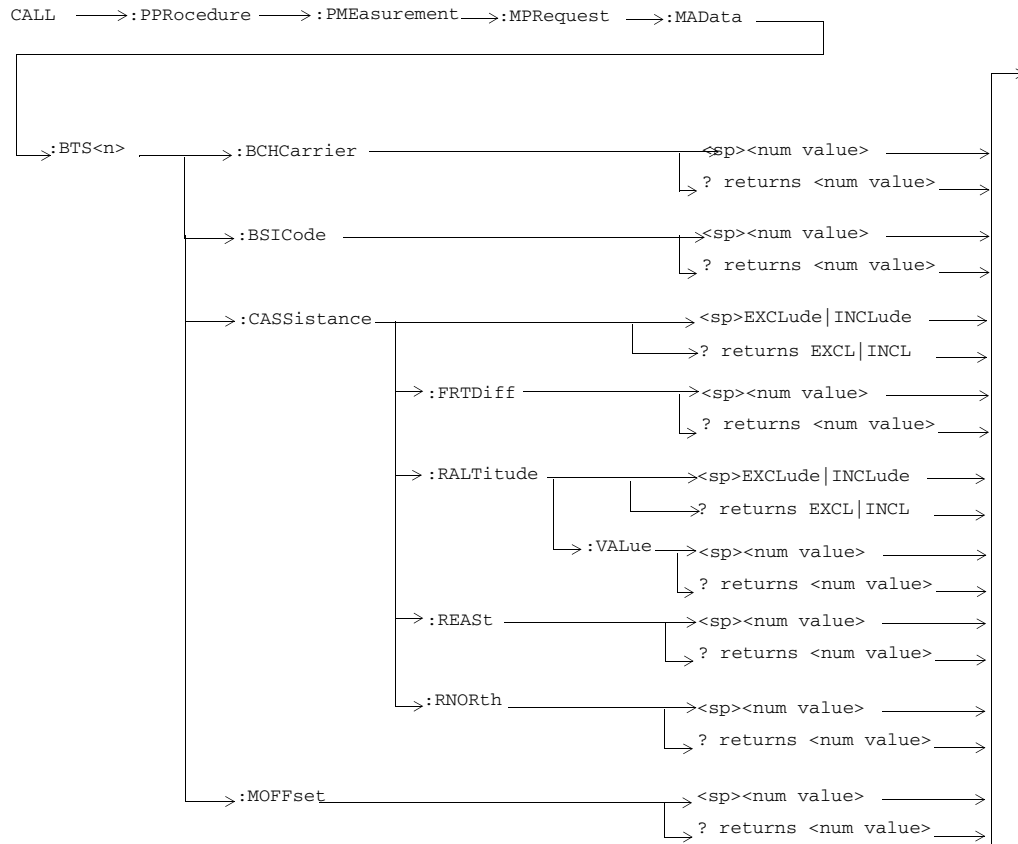 CALL :PPRocedure :PMEasurement :MPRequest :MAData
:BTS<n> :BCHCarrier <sp><num value>
? returns <num value>
:BSICode <sp><num value>
? returns <num value>
:CASSistance <sp>EXCLude|INCLude
? returns EXCL|INCL
:FRTDiff <sp><num value>
? returns <num value>
:RALTitude <sp>EXCLude|INCLude
? returns EXCL|INCL
:VALue <sp><num value>
? returns <num value>
:REASt <sp><num value>
? returns <num value>
:RNORth <sp><num value>
? returns <num value>
:MOFFset <sp><num value>
? returns <num value>